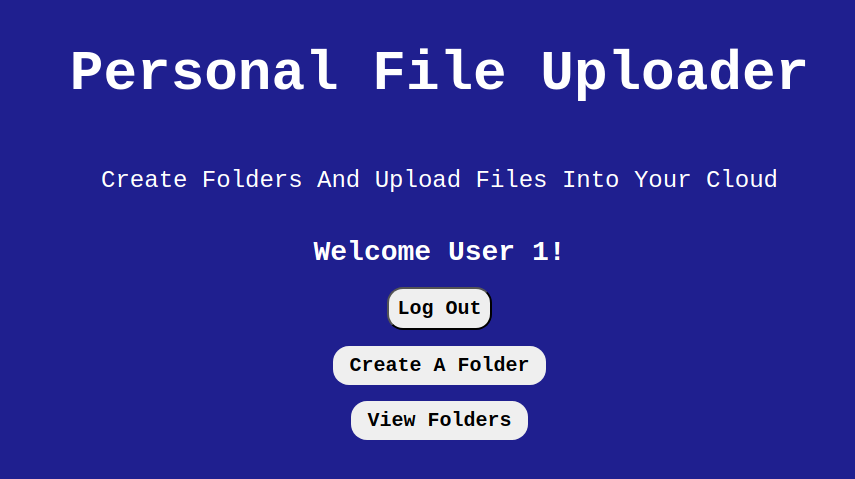 Personal File Uploader
Create Folders And Upload Files Into Your Cloud
Welcome User 1!
Log Out
Create A Folder
View Folders